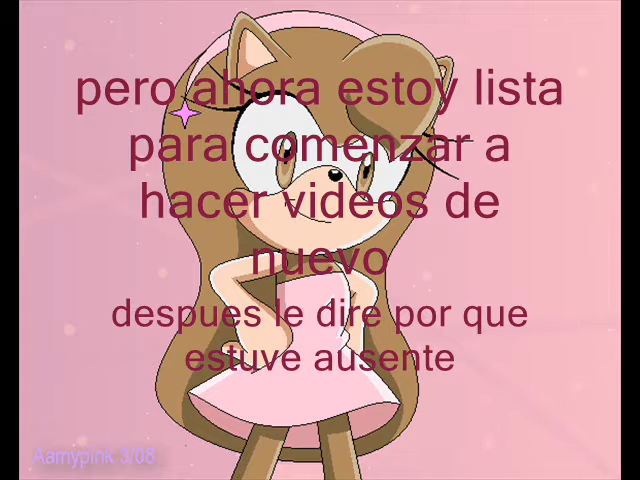 pero ahora estoy lista
para comenzar a
hacer videos de
nuevo
despues le dire por que
estuve ausente
Aamypink 3/08